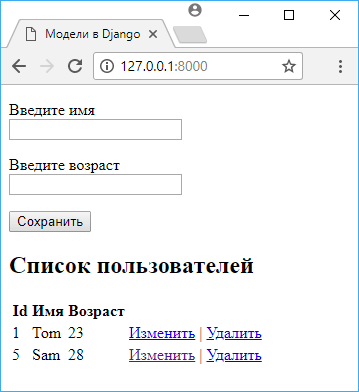 Модели в Django
127.0.0.1:8000
Введите имя
Введите возраст
Сохранить
Список пользователей
Id Имя Возраст
1 Tom 23 Изменить | Удалить
5 Sam 28 Изменить | Удалить